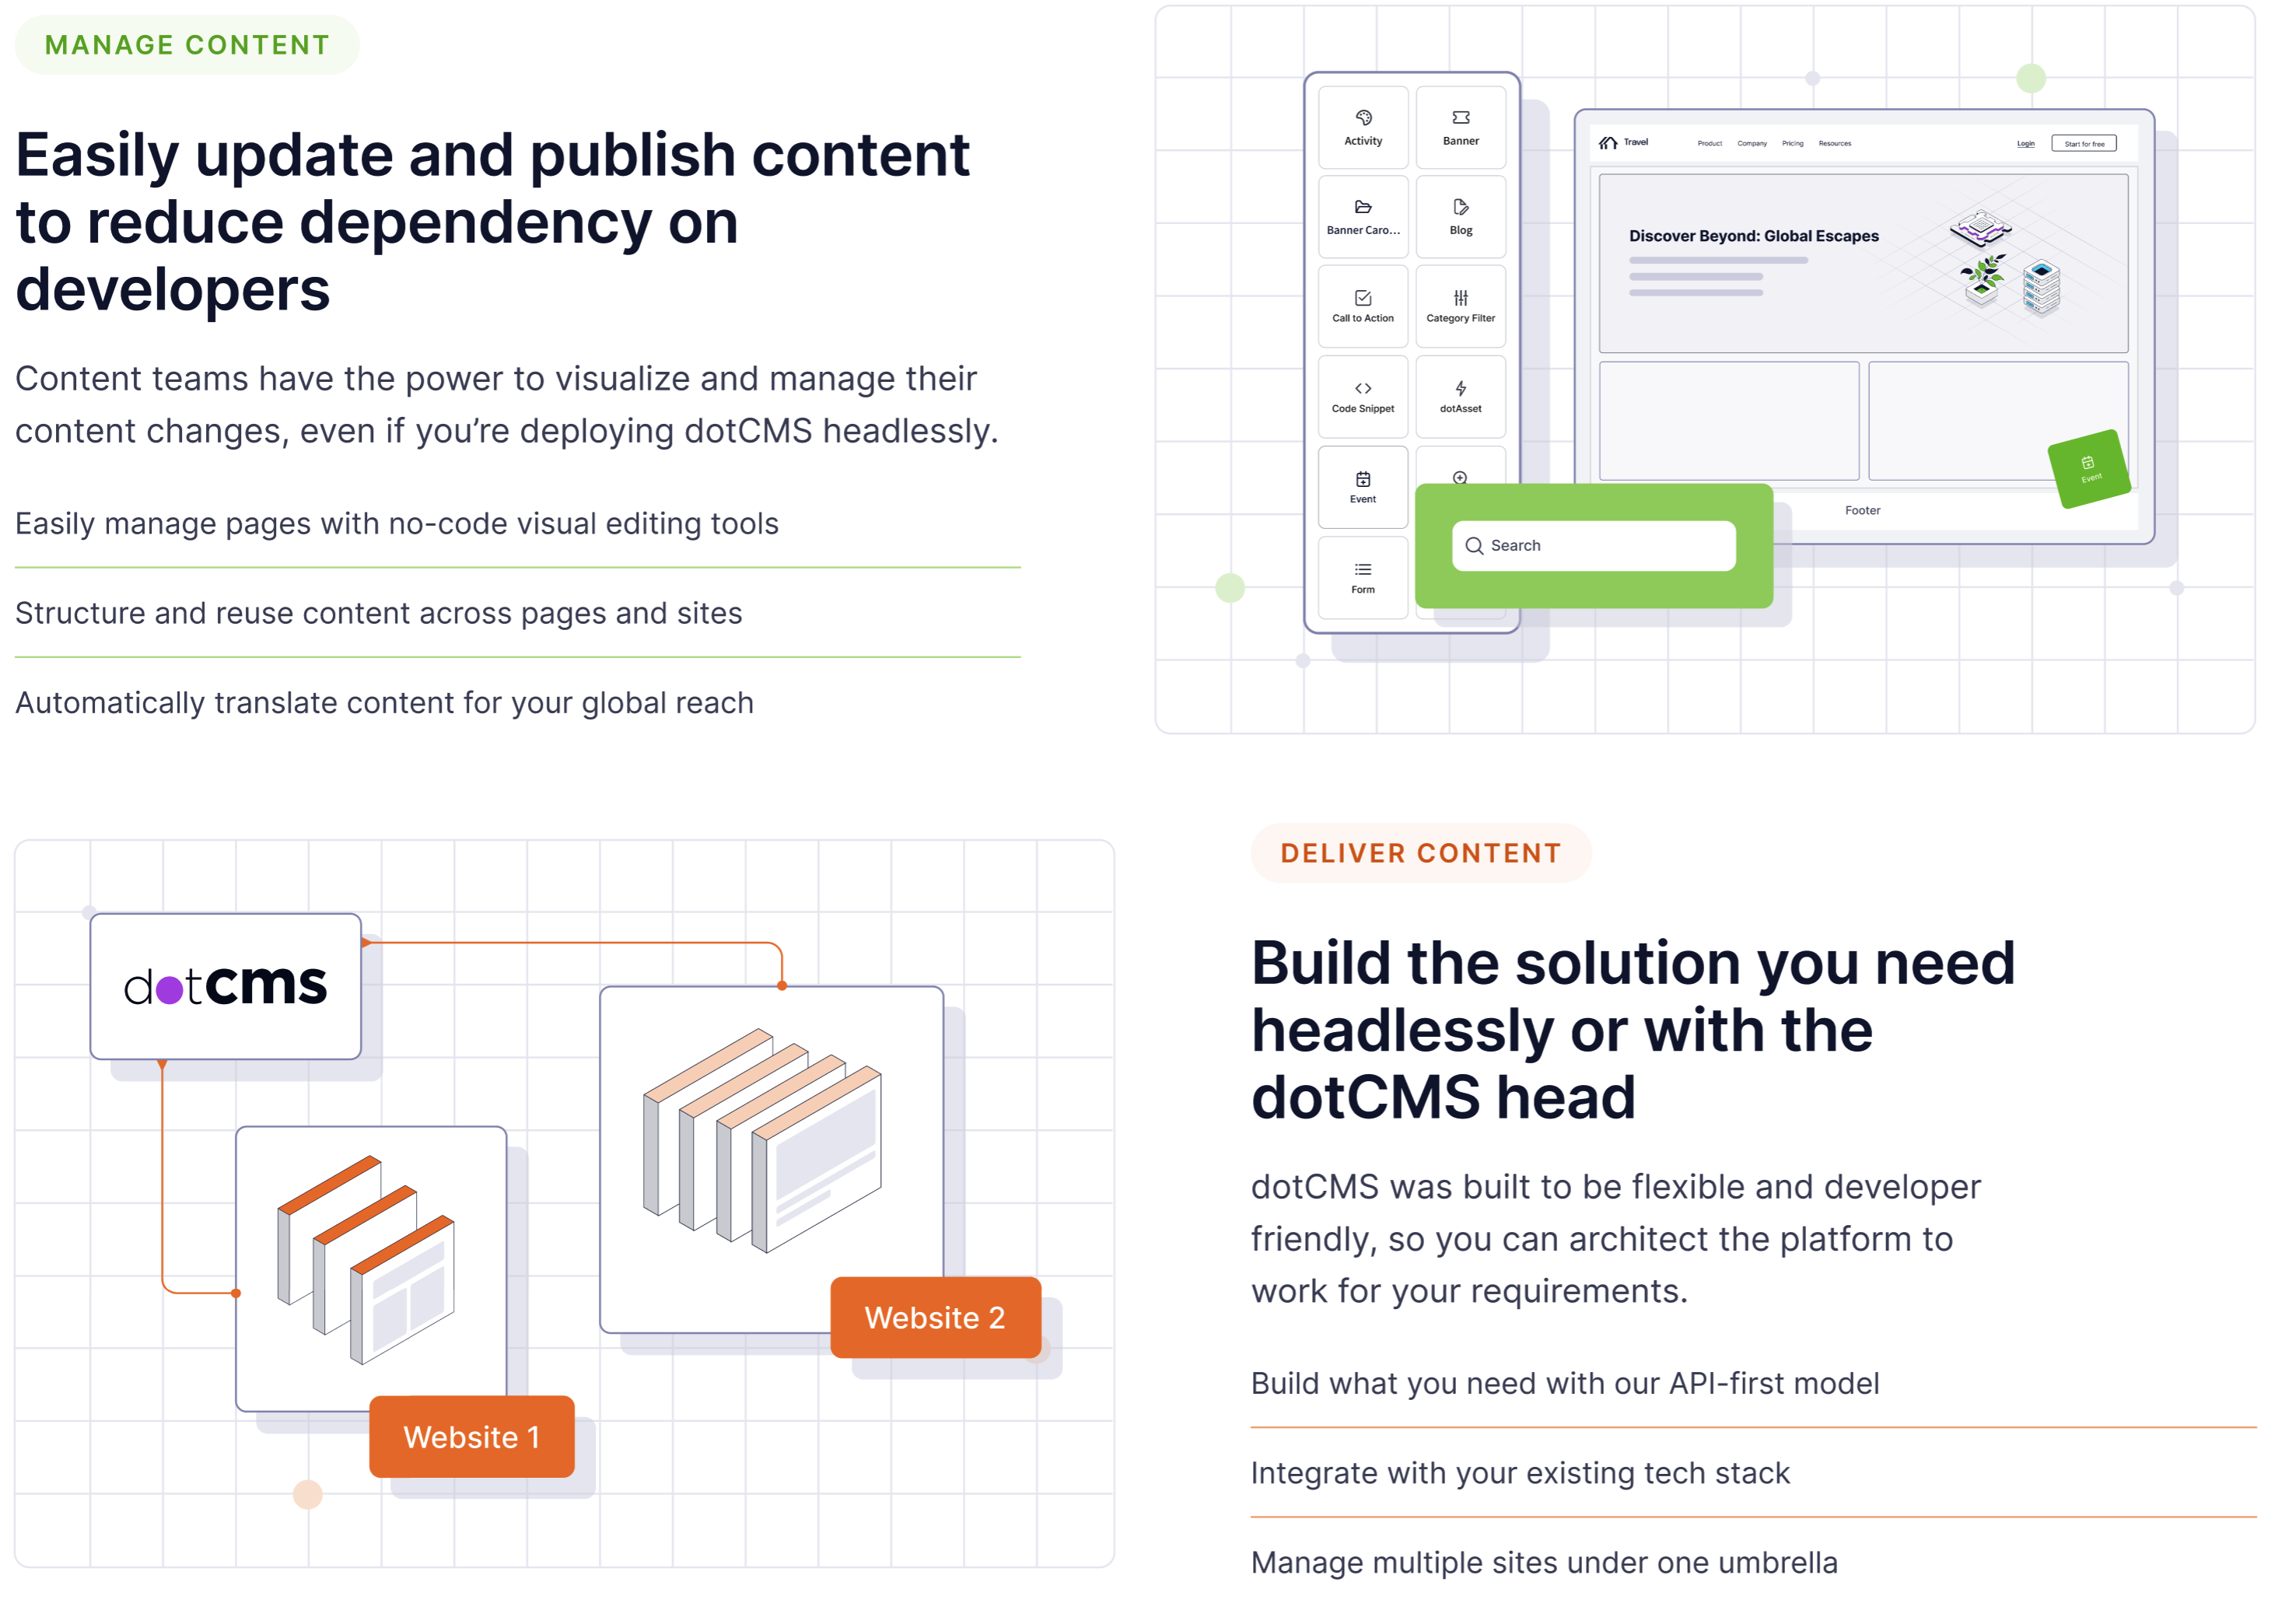 MANAGE CONTENT
Easily update and publish content
to reduce dependency on
developers
Content teams have the power to visualize and manage their
content changes, even if you’re deploying dotCMS headlessly.
Easily manage pages with no-code visual editing tools
Structure and reuse content across pages and sites
Automatically translate content for your global reach
Activity Banner
Banner Caro... Blog
Call to Action Category Filter
Code Snippet dotAsset
Event
Form
Search
Travel Product Company Pricing Resources Login Start for free
Discover Beyond: Global Escapes
Event
Footer
dotcms
Website 1
Website 2
DELIVER CONTENT
Build the solution you need
headlessly or with the
dotCMS head
dotCMS was built to be flexible and developer
friendly, so you can architect the platform to
work for your requirements.
Build what you need with our API-first model
Integrate with your existing tech stack
Manage multiple sites under one umbrella